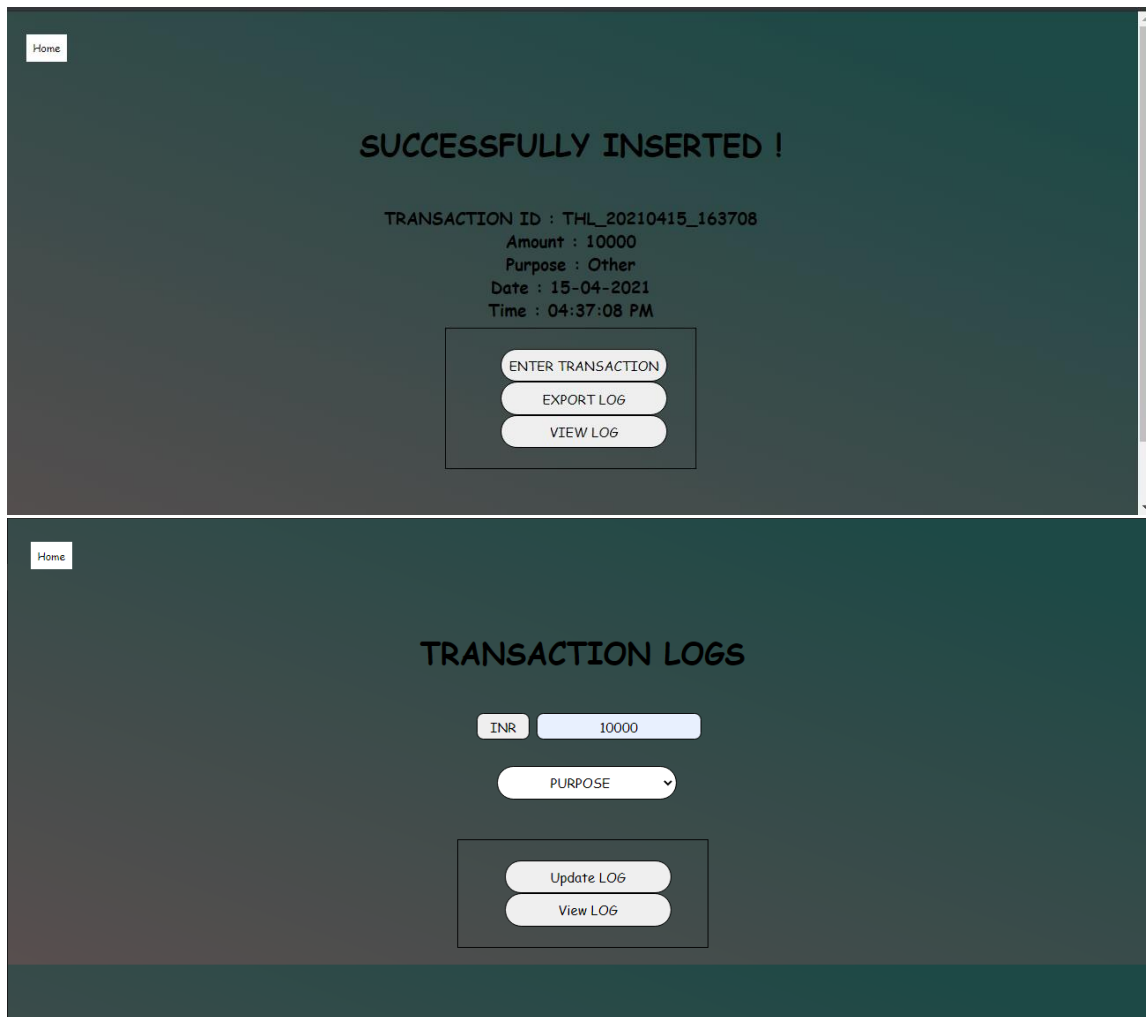 Home
SUCCESSFULLY INSERTED !
TRANSACTION ID : THL_20210415_163708
Amount : 10000
Purpose : Other
Date : 15-04-2021
Time : 04:37:08 PM
ENTER TRANSACTION
EXPORT LOG
VIEW LOG
Home
TRANSACTION LOGS
INR 10000
PURPOSE
Update LOG
View LOG